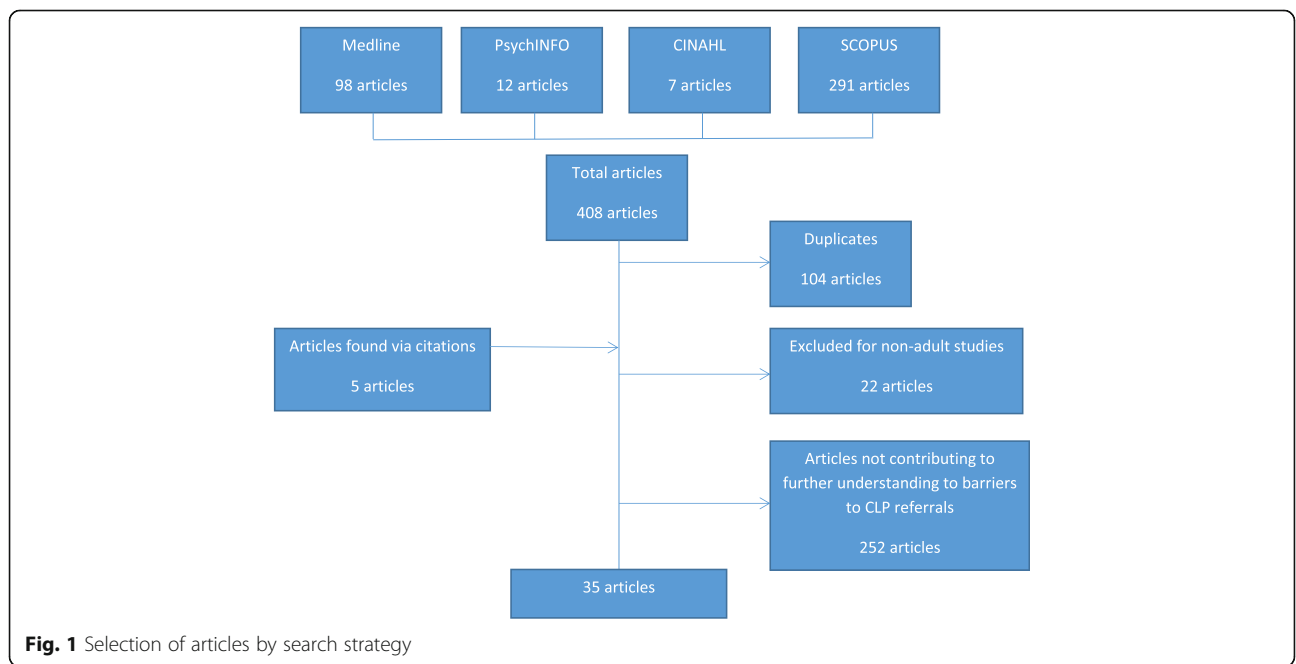 Medline
98 articles
PsychINFO
12 articles
CINAHL
7 articles
SCOPUS
291 articles
Total articles
408 articles
Duplicates
104 articles
Articles found via citations
5 articles
Excluded for non-adult studies
22 articles
Articles not contributing to
further understanding to barriers
to CLP referrals
252 articles
35 articles
Fig. 1 Selection of articles by search strategy